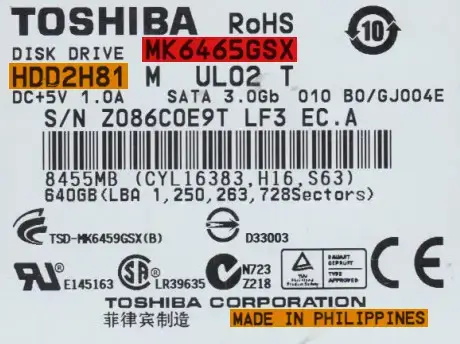 TOSHIBA RoHS
10
DISK DRIVE MK6465GSX
HDD2H81 M UL02 T
DC+5V 1.0A SATA 3.0Gb 010 B0/GJ004E
S/N Z086C0E9T LF3 EC.A
8455MB (CYL16383,H16,S63)
640GB(LBA 1,250,263,728Sectors)
TSD-MK6459GSX(B) D33003
E145163 LR39635 N723
Z218
TOSHIBA CORPORATION
菲律宾制造 MADE IN PHILIPPINES